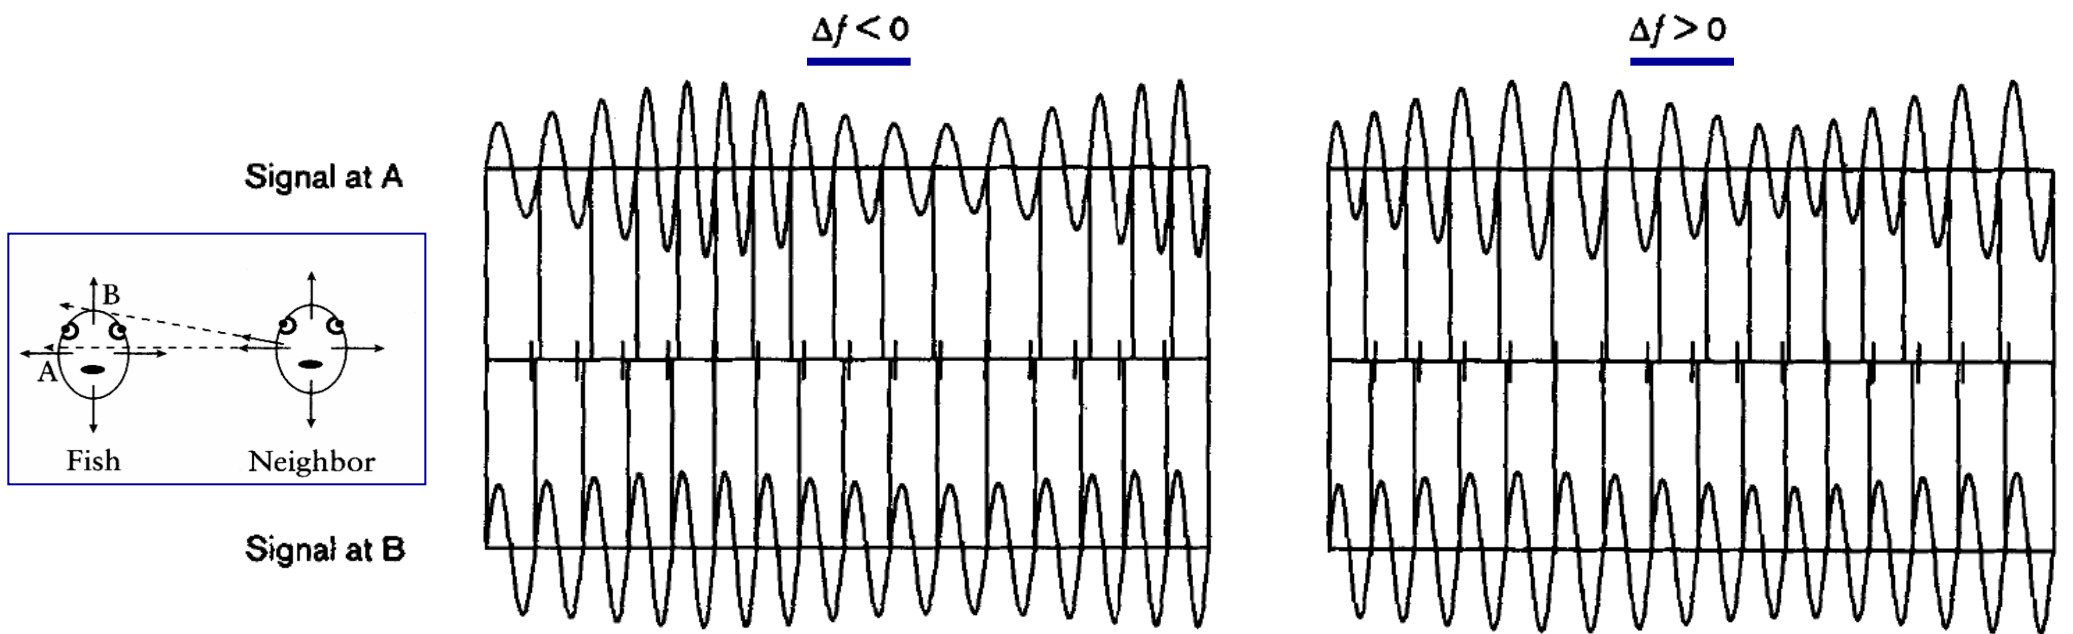 Δf < 0
Δf > 0
Signal at A
B
A
Fish
Neighbor
Signal at B